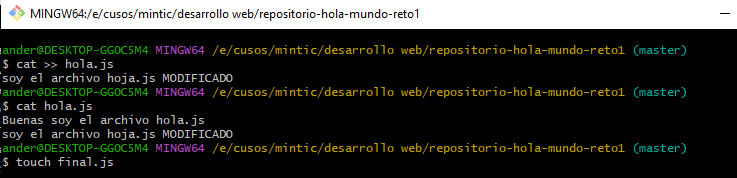 MINGW64:/e/cusos/mintic/desarrollo web/repositorio-hola-mundo-reto1
ander@DESKTOP-GGOC5M4 MINGW64 /e/cusos/mintic/desarrollo web/repositorio-hola-mundo-reto1 (master)
$ cat >> hola.js
soy el archivo hoja.js MODIFICADO
ander@DESKTOP-GGOC5M4 MINGW64 /e/cusos/mintic/desarrollo web/repositorio-hola-mundo-reto1 (master)
$ cat hola.js
Buenas soy el archivo hola.js
soy el archivo hoja.js MODIFICADO
ander@DESKTOP-GGOC5M4 MINGW64 /e/cusos/mintic/desarrollo web/repositorio-hola-mundo-reto1 (master)
$ touch final.js